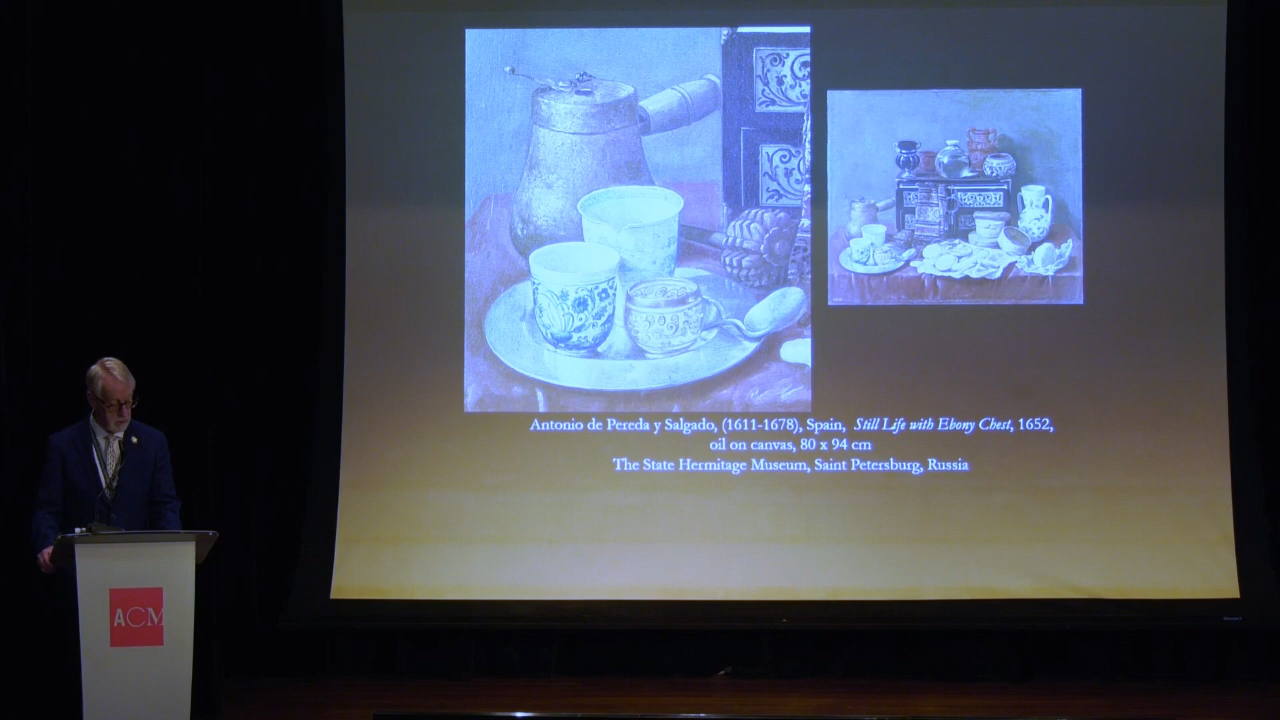 Antonio de Pereda y Salgado, (1611-1678), Spain, Still Life with Ebony Chest, 1652,
oil on canvas, 80 x 94 cm
The State Hermitage Museum, Saint Petersburg, Russia
ACM